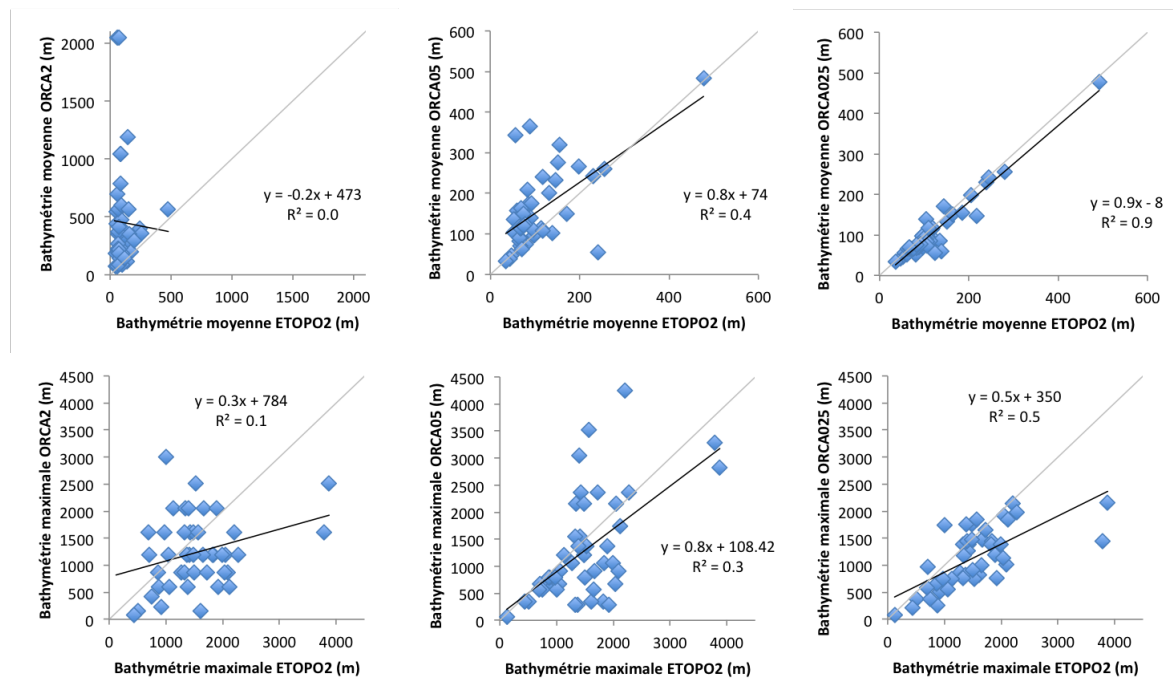 Bathymétrie moyenne ORCA2 (m)
2000
1500
1000
500
0
y = -0.2x + 473
R² = 0.0
0 500 1000 1500 2000
Bathymétrie moyenne ETOPO2 (m)
Bathymétrie moyenne ORCA05 (m)
600
500
400
300
200
100
0
y = 0.8x + 74
R² = 0.4
0 200 400 600
Bathymétrie moyenne ETOPO2 (m)
Bathymétrie moyenne ORCA025 (m)
600
500
400
300
200
100
0
y = 0.9x - 8
R² = 0.9
0 200 400 600
Bathymétrie moyenne ETOPO2 (m)
Bathymétrie maximale ORCA2 (m)
4500
4000
3500
3000
2500
2000
1500
1000
500
0
y = 0.3x + 784
R² = 0.1
0 1000 2000 3000 4000
Bathymétrie maximale ETOPO2 (m)
Bathymétrie maximale ORCA05 (m)
4500
4000
3500
3000
2500
2000
1500
1000
500
0
y = 0.8x + 108.42
R² = 0.3
0 1000 2000 3000 4000
Bathymétrie maximale ETOPO2 (m)
Bathymétrie maximale ORCA025 (m)
4500
4000
3500
3000
2500
2000
1500
1000
500
0
y = 0.5x + 350
R² = 0.5
0 1000 2000 3000 4000
Bathymétrie maximale ETOPO2 (m)